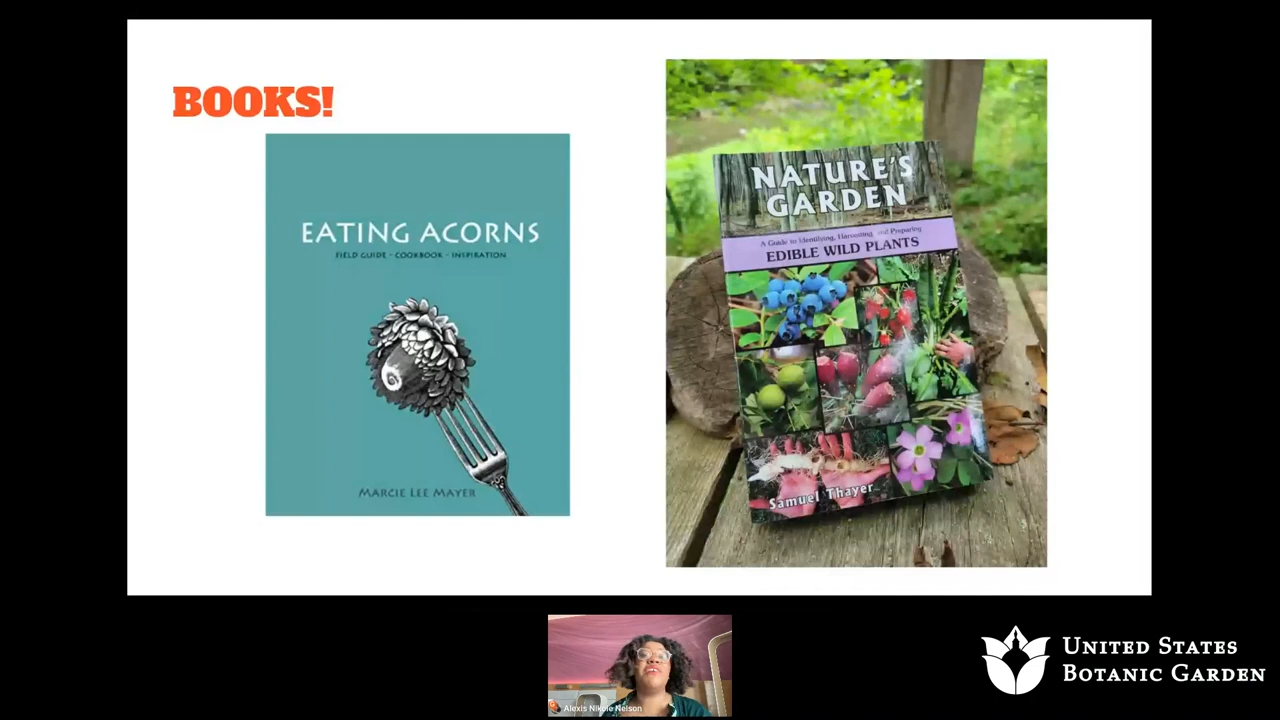 BOOKS!
EATING ACORNS
FIELD GUIDE - COOKBOOK - INSPIRATION
MARCIE LEE MAYER
NATURE'S
GARDEN
A Guide to Identifying, Harvesting, and Preparing
EDIBLE WILD PLANTS
Samuel Thayer
Alexis Nikole Nelson
UNITED STATES
BOTANIC GARDEN